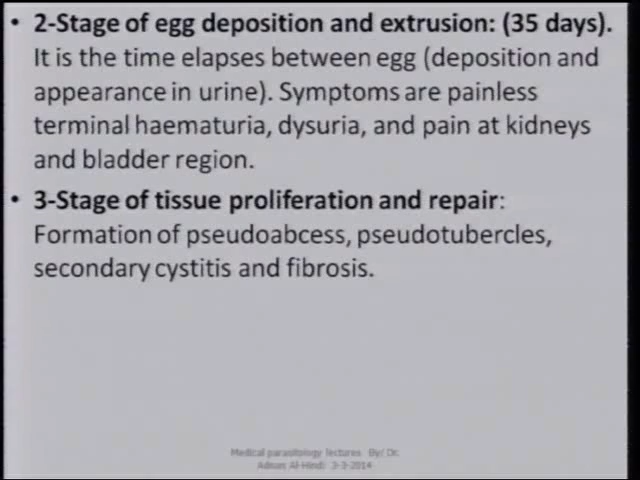 • 2-Stage of egg deposition and extrusion: (35 days).
It is the time elapses between egg (deposition and
appearance in urine). Symptoms are painless
terminal haematuria, dysuria, and pain at kidneys
and bladder region.
• 3-Stage of tissue proliferation and repair:
Formation of pseudoabcess, pseudotubercles,
secondary cystitis and fibrosis.
Medical parasitology lectures By/ Dr.
Adnan Al-Hindi 3-3-2014